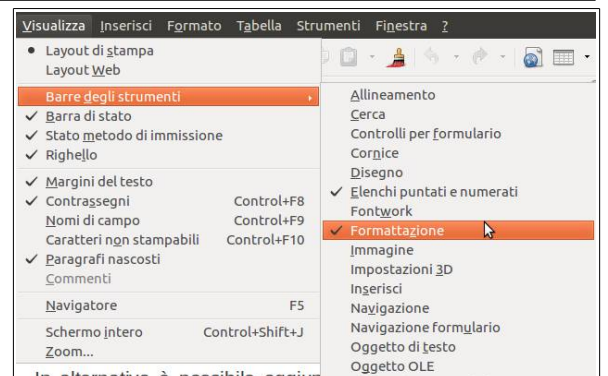 Visualizza Inserisci Formato Tabella Strumenti Finestra ?
Layout di stampa
Layout Web
Barre degli strumenti
Barra di stato
Stato metodo di immissione
Righello
Margini del testo
Contrassegni Control+F8
Nomi di campo Control+F9
Caratteri non stampabili Control+F10
Paragrafi nascosti
Commenti
Navigatore F5
Schermo intero Control+Shift+J
Zoom...
Allineamento
Cerca
Controlli per formulario
Cornice
Disegno
Elenchi puntati e numerati
Fontwork
Formattazione
Immagine
Impostazioni 3D
Inserisci
Navigazione
Navigazione formulario
Oggetto di testo
Oggetto OLE
In alternativa è possibile